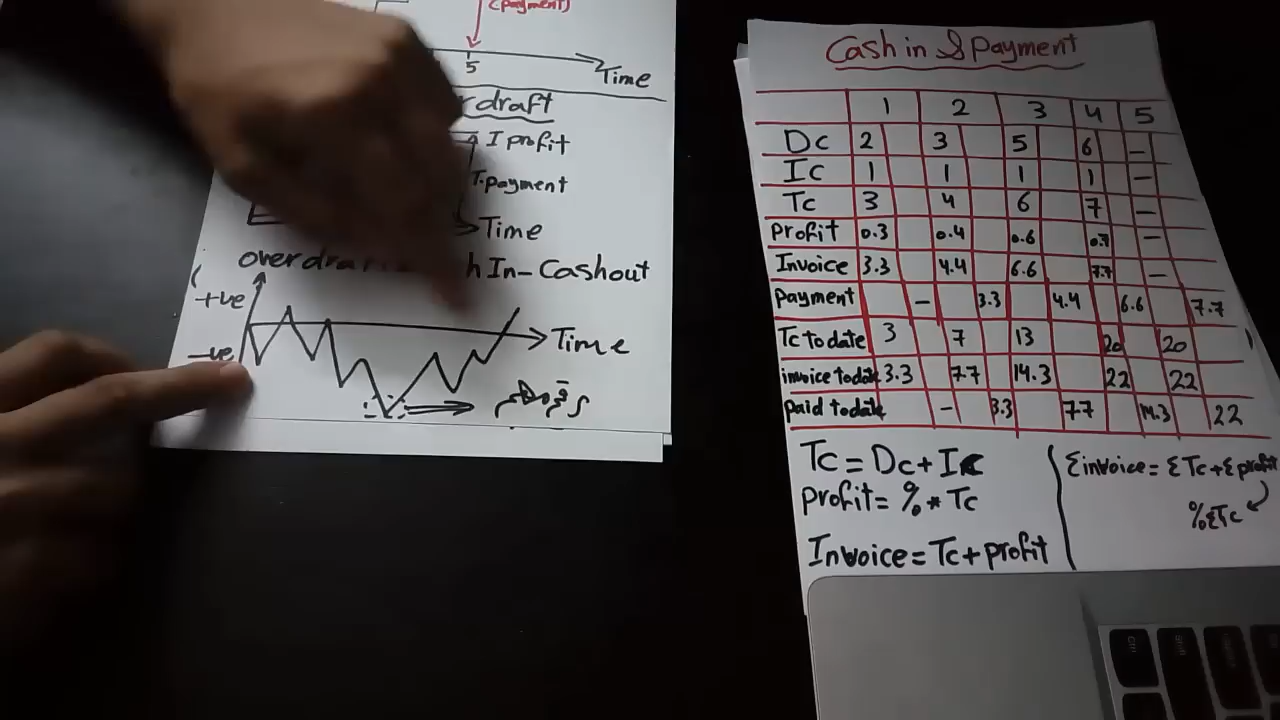 (payment)
5
Time
rdraft
I profit
T.payment
Time
overdra h In-Cashout
(
+ve
-ve
Time
Cash in & payment
1 2 3 4 5
Dc 2 3 5 6 -
Ic 1 1 1 1 -
Tc 3 4 6 7 -
Profit 0.3 0.4 0.6 0.7 -
Invoice 3.3 4.4 6.6 7.7 -
payment - 3.3 4.4 6.6 7.7
Tc to date 3 7 13 20 20
invoice todate 3.3 7.7 14.3 22 22
paid todate - 3.3 7.7 14.3 22
Tc = Dc + Ic
profit = % * Tc
Invoice = Tc + profit
Σinvoice = ΣTc + Σprofit
%ΣTc
Ctrl